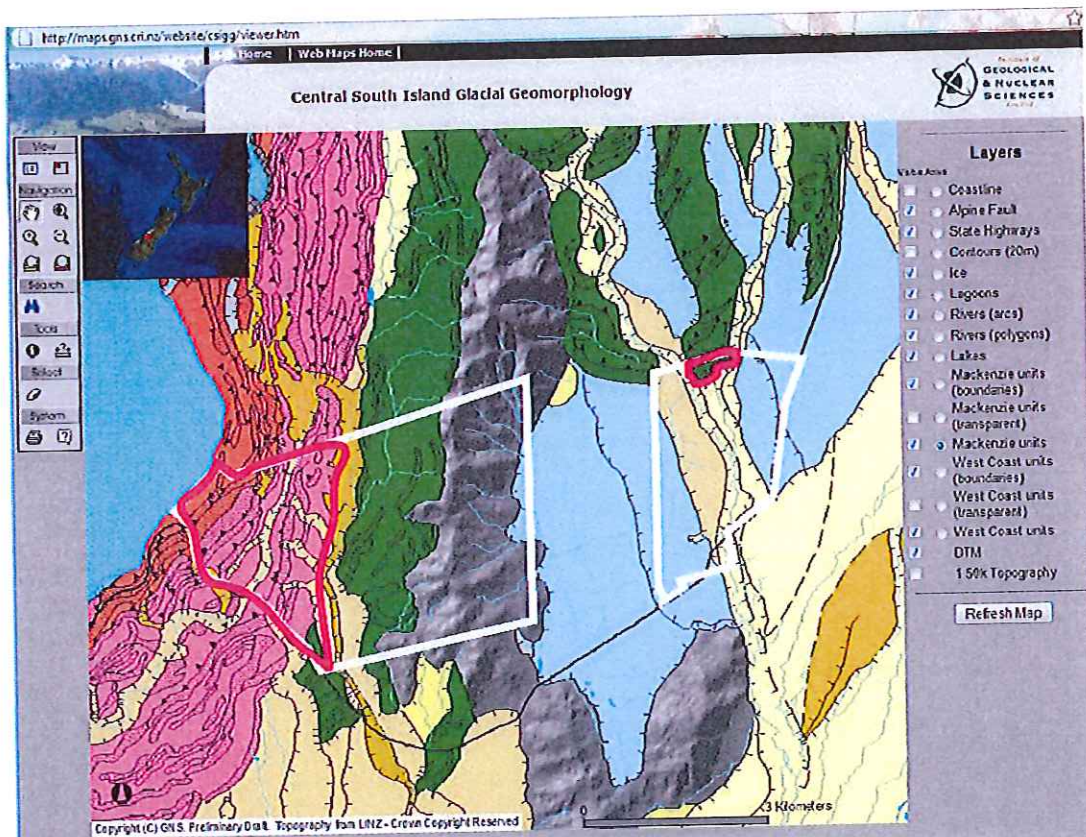 http://maps.gns.cri.nz/website/csigg/viewer.htm
Home | Web Maps Home |
Central South Island Glacial Geomorphology
GEOLOGICAL
& NUCLEAR
SCIENCES
View
Navigation
Search
Tools
Select
System
Layers
Visible Active
Coastline
Alpine Fault
State Highways
Contours (20m)
Ice
Lagoons
Rivers (arcs)
Rivers (polygons)
Lakes
Mackenzie units
(boundaries)
Mackenzie units
(transparent)
Mackenzie units
West Coast units
(boundaries)
West Coast units
(transparent)
West Coast units
DTM
1:50k Topography
Refresh Map
0
3 Kilometers
Copyright (C) GNS. Preliminary Draft. Topography from LINZ - Crown Copyright Reserved